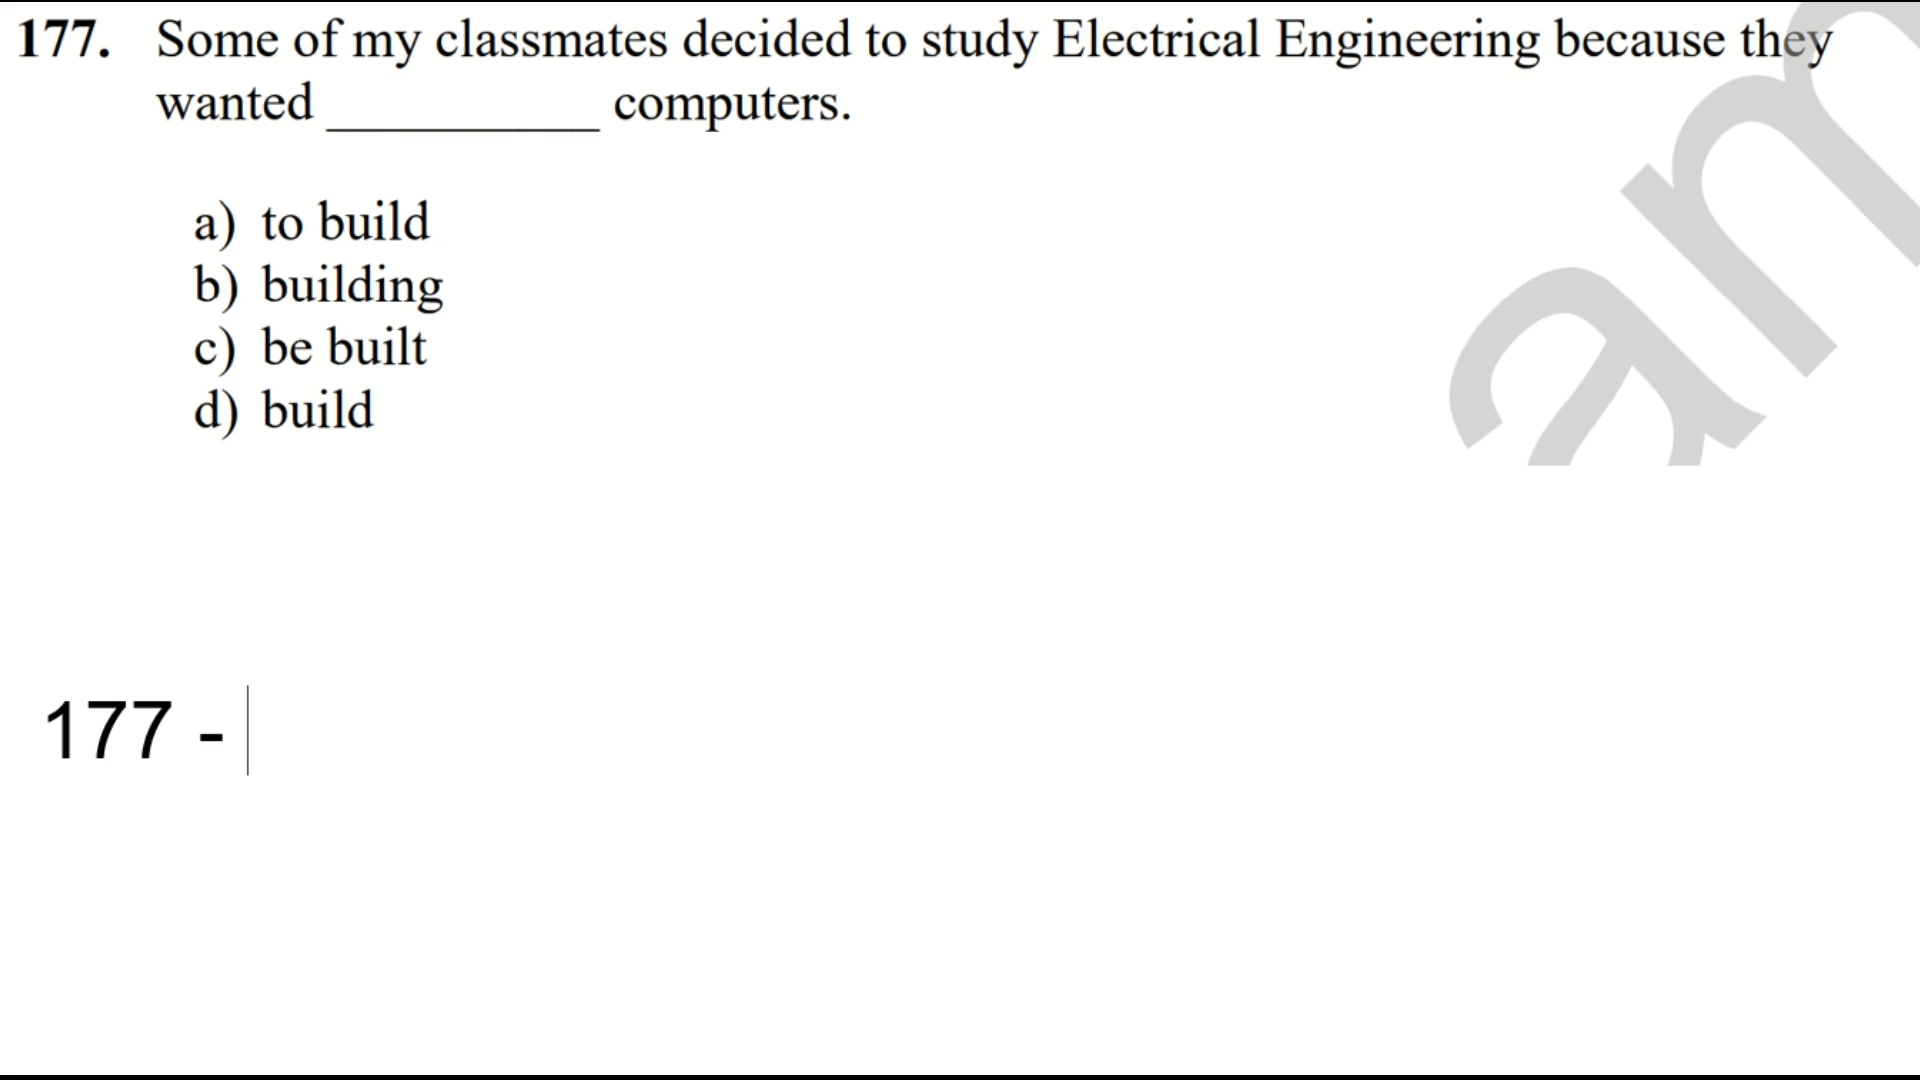 177. Some of my classmates decided to study Electrical Engineering because they
wanted __________ computers.
a) to build
b) building
c) be built
d) build
am
177 -